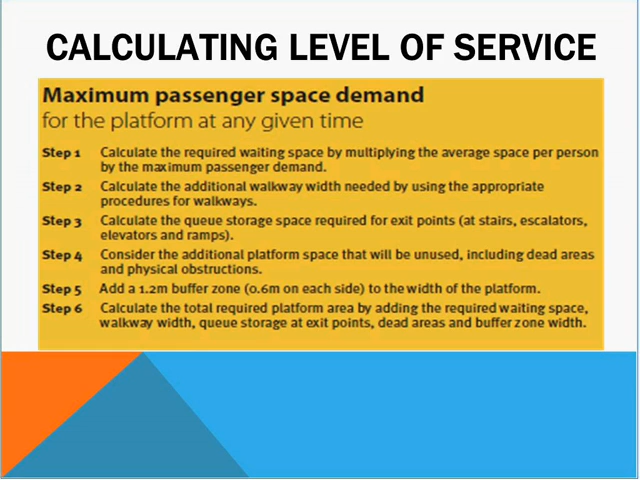 CALCULATING LEVEL OF SERVICE
Maximum passenger space demand
for the platform at any given time
Step 1 Calculate the required waiting space by multiplying the average space per person
by the maximum passenger demand.
Step 2 Calculate the additional walkway width needed by using the appropriate
procedures for walkways.
Step 3 Calculate the queue storage space required for exit points (at stairs, escalators,
elevators and ramps).
Step 4 Consider the additional platform space that will be unused, including dead areas
and physical obstructions.
Step 5 Add a 1.2m buffer zone (0.6m on each side) to the width of the platform.
Step 6 Calculate the total required platform area by adding the required waiting space,
walkway width, queue storage at exit points, dead areas and buffer zone width.